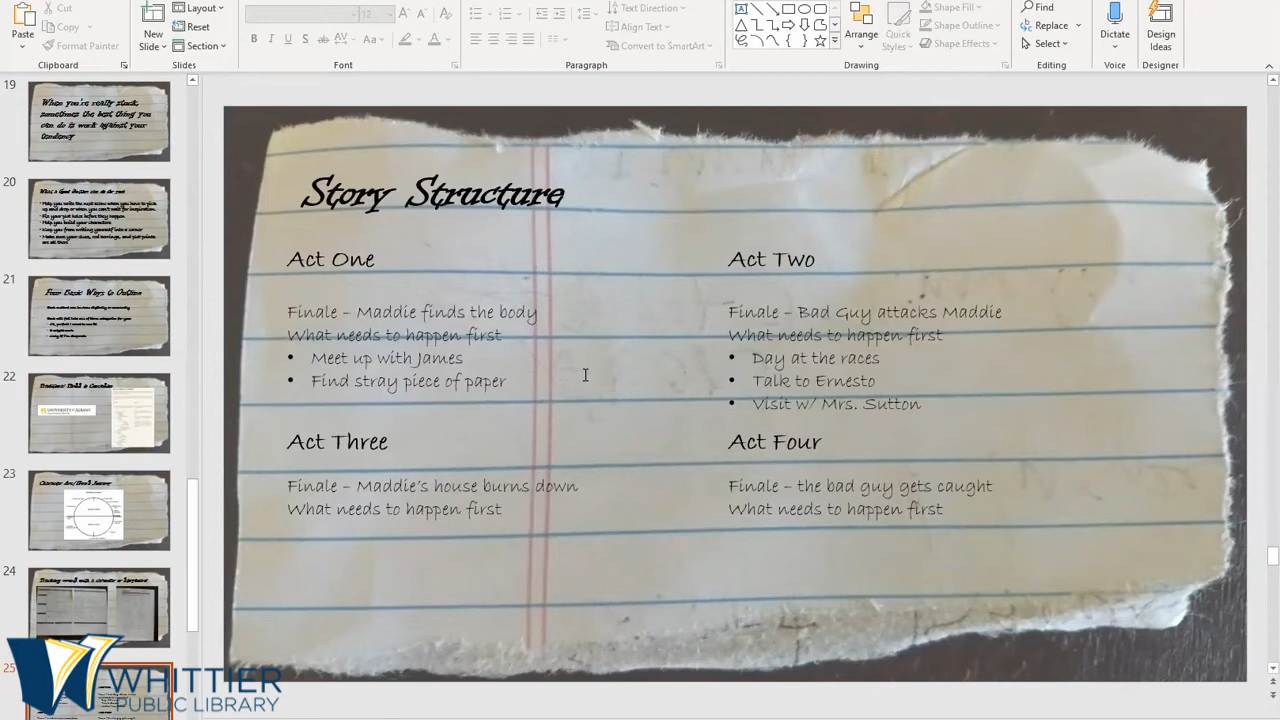 Cut
Copy
Format Painter
Paste
Clipboard
New
Slide
Layout
Reset
Section
Slides
12
Font
Text Direction
Align Text
Convert to SmartArt
Paragraph
Arrange
Quick
Styles
Shape Fill
Shape Outline
Shape Effects
Drawing
Find
Replace
Select
Editing
Dictate
Voice
Design
Ideas
Designer
19
When you're really stuck,
sometimes the best thing you
can do is work against your
tendency
20
21
Four Basic Ways to Outline
22
23
24
25
Story Structure
Act One
Finale – Maddie finds the body
What needs to happen first
• Meet up with James
• Find stray piece of paper
Act Two
Finale – Bad Guy attacks Maddie
What needs to happen first
• Day at the races
• Talk to Ernesto
• Visit w/ Mrs. Sutton
Act Three
Finale – Maddie's house burns down
What needs to happen first
Act Four
Finale – the bad guy gets caught
What needs to happen first
WHITTIER
PUBLIC LIBRARY